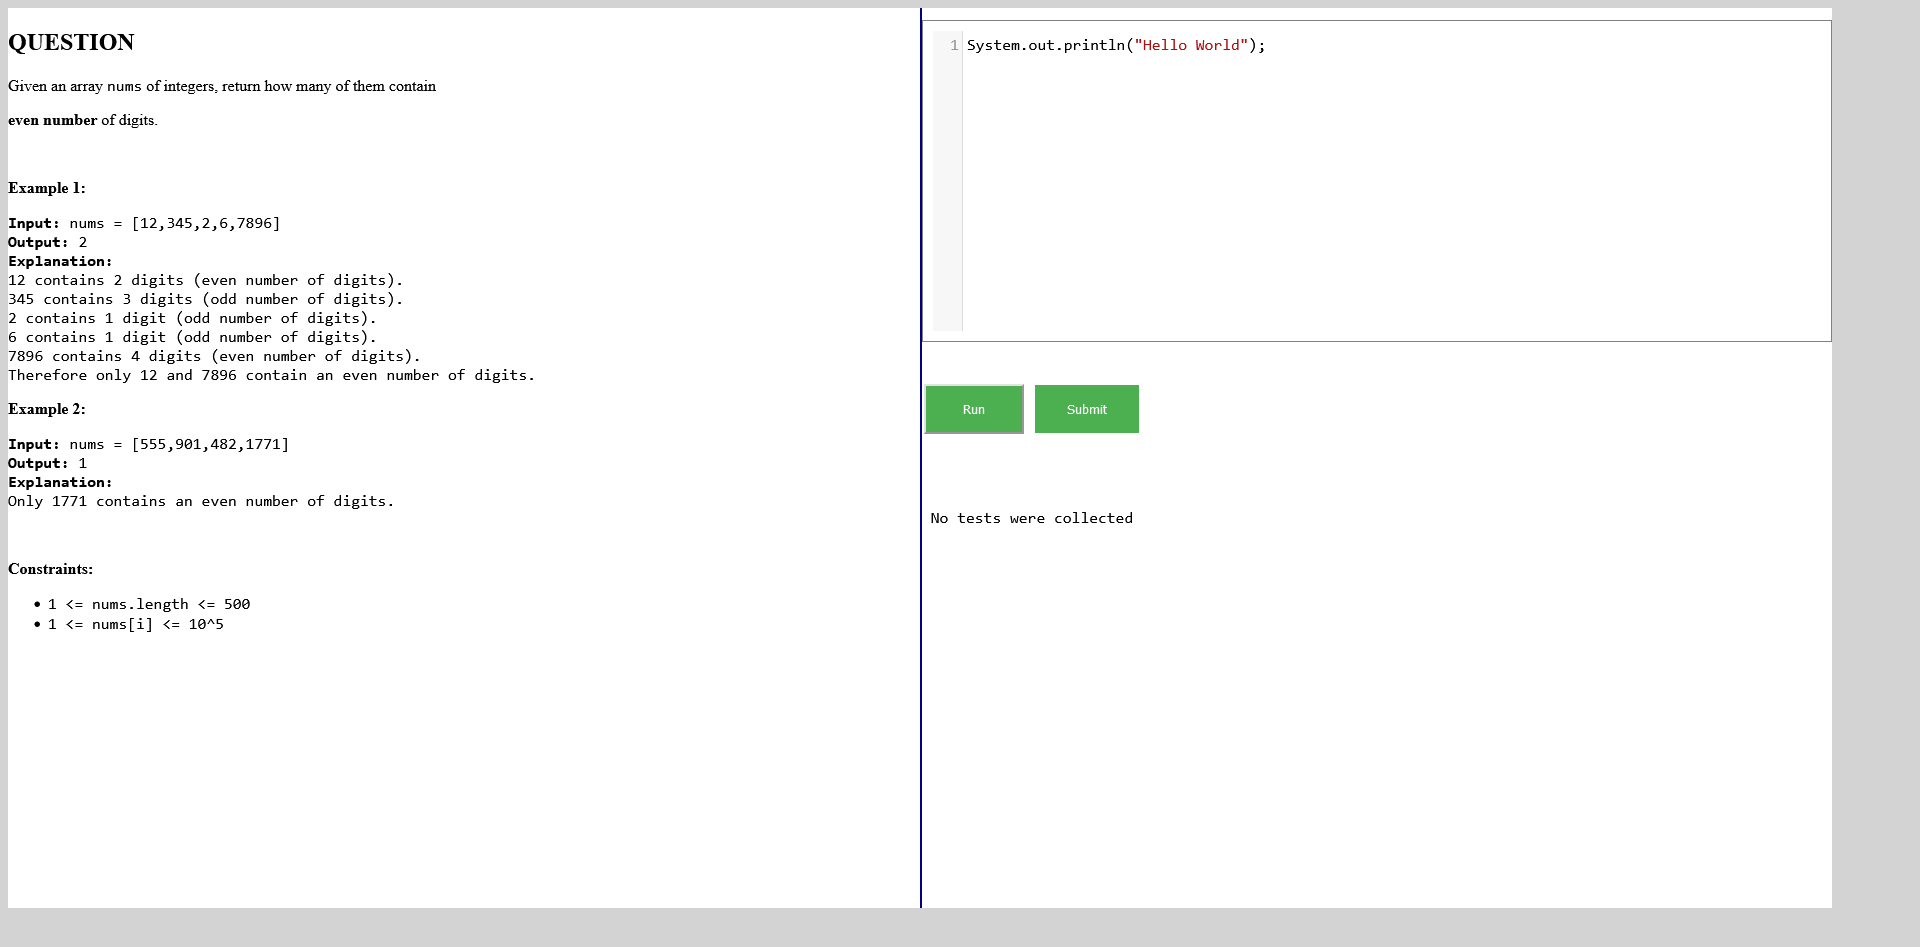 QUESTION
Given an array nums of integers, return how many of them contain
even number of digits.
Example 1:
Input: nums = [12,345,2,6,7896]
Output: 2
Explanation:
12 contains 2 digits (even number of digits).
345 contains 3 digits (odd number of digits).
2 contains 1 digit (odd number of digits).
6 contains 1 digit (odd number of digits).
7896 contains 4 digits (even number of digits).
Therefore only 12 and 7896 contain an even number of digits.
Example 2:
Input: nums = [555,901,482,1771]
Output: 1
Explanation:
Only 1771 contains an even number of digits.
Constraints:
• 1 <= nums.length <= 500
• 1 <= nums[i] <= 10^5
1 System.out.println("Hello World");
Run Submit
No tests were collected